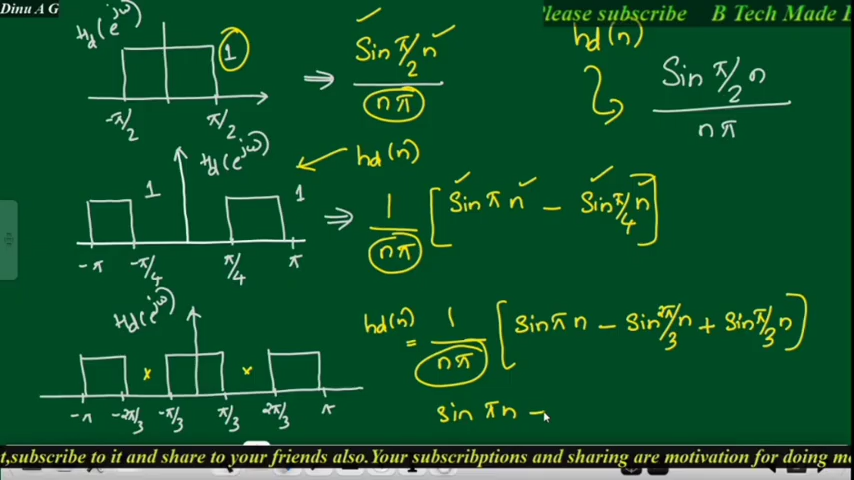 Dinu A G
Please subscribe B Tech Made E
Hd(e^jω)
1
-π/2 π/2
⇒ Sin π/2 n / nπ
hd(n)
Sin π/2 n / nπ
Hd(e^jω) hd(n)
1 1
-π -π/4 π/4 π
⇒ 1/nπ [Sin π n - Sin π/4 n]
Hd(e^jω)
× ×
-π -2π/3 -π/3 π/3 2π/3 π
hd(n) = 1/nπ [Sin π n - Sin 2π/3 n + Sin π/3 n]
Sin πn -
t,subscribe to it and share to your friends also.Your subscribptions and sharing are motivation for doing mo